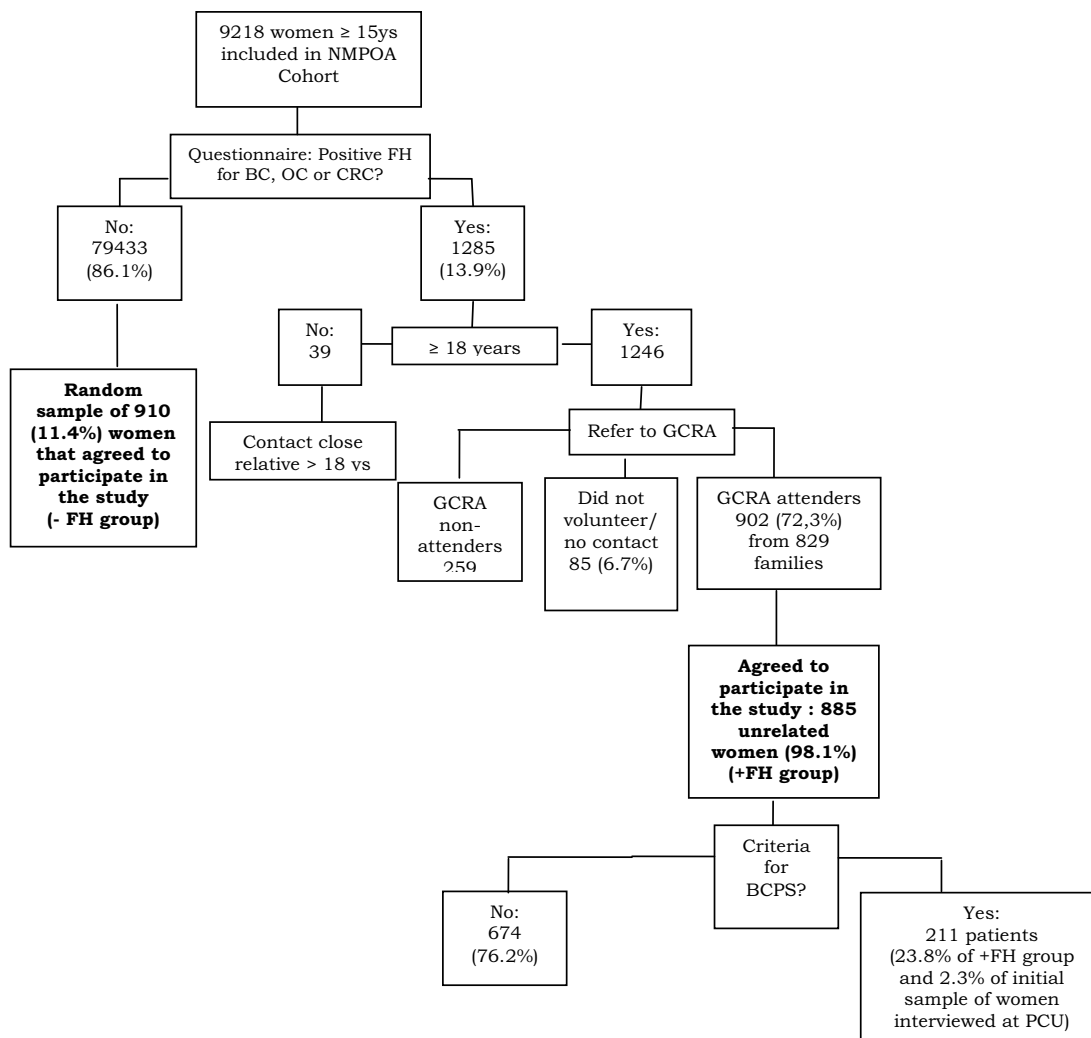 9218 women ≥ 15ys
included in NMPOA
Cohort
Questionnaire: Positive FH
for BC, OC or CRC?
No:
79433
(86.1%)
Yes:
1285
(13.9%)
No:
39
≥ 18 years
Yes:
1246
Random
sample of 910
(11.4%) women
that agreed to
participate in
the study
(- FH group)
Contact close
relative > 18 ys
Refer to GCRA
GCRA
non-
attenders
259
Did not
volunteer/
no contact
85 (6.7%)
GCRA attenders
902 (72,3%)
from 829
families
Agreed to
participate in
the study : 885
unrelated
women (98.1%)
(+FH group)
Criteria
for
BCPS?
No:
674
(76.2%)
Yes:
211 patients
(23.8% of +FH group
and 2.3% of initial
sample of women
interviewed at PCU)